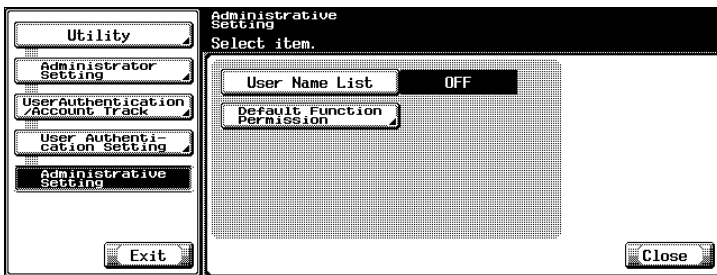 Utility
Administrator
Setting
UserAuthentication
/Account Track
User Authenti-
cation Setting
Administrative
Setting
Exit
Administrative
Setting
Select item.
User Name List
OFF
Default Function
Permission
Close